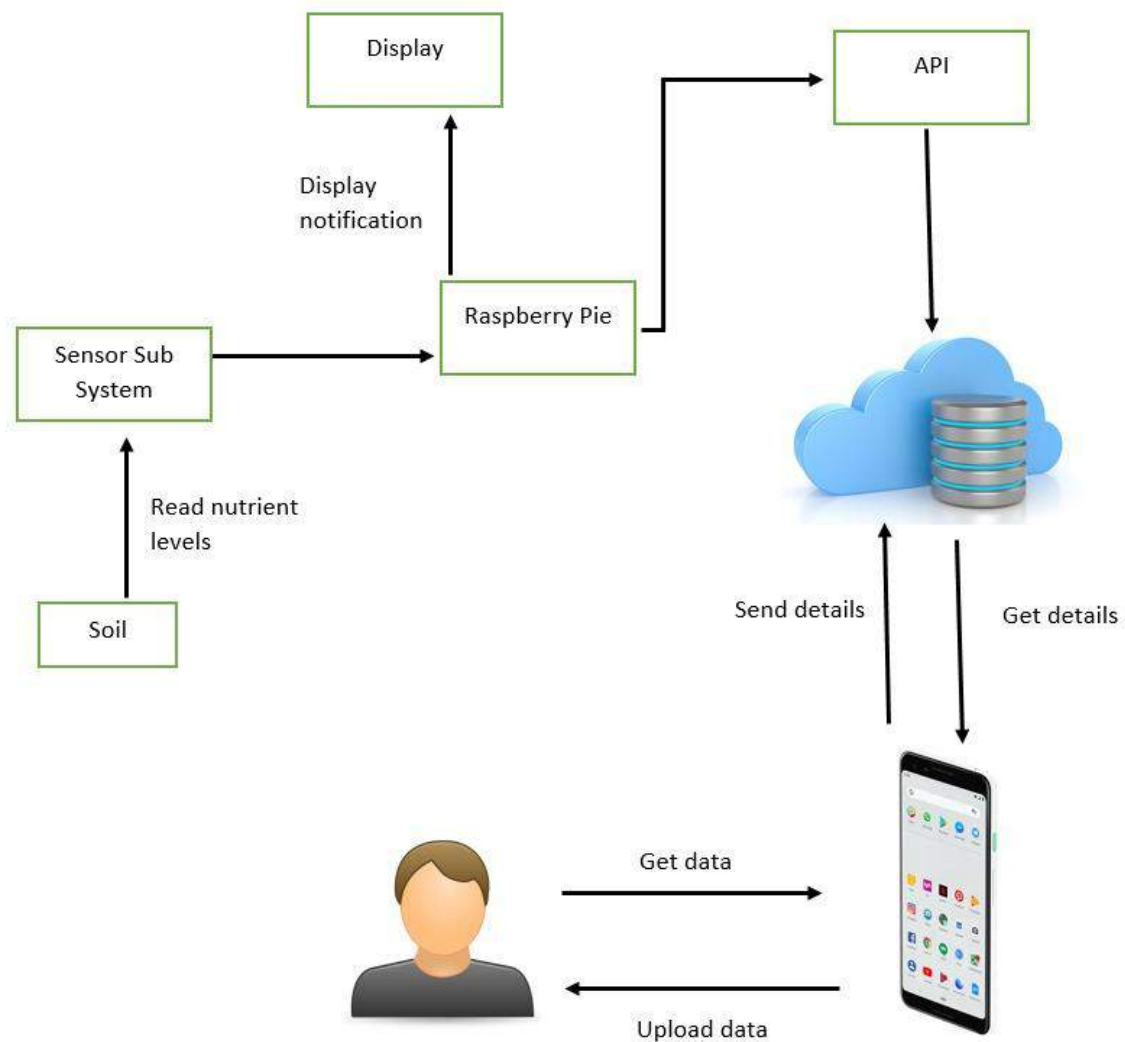 Display
API
Display
notification
Raspberry Pie
Sensor Sub
System
Read nutrient
levels
Soil
Send details
Get details
Get data
Upload data